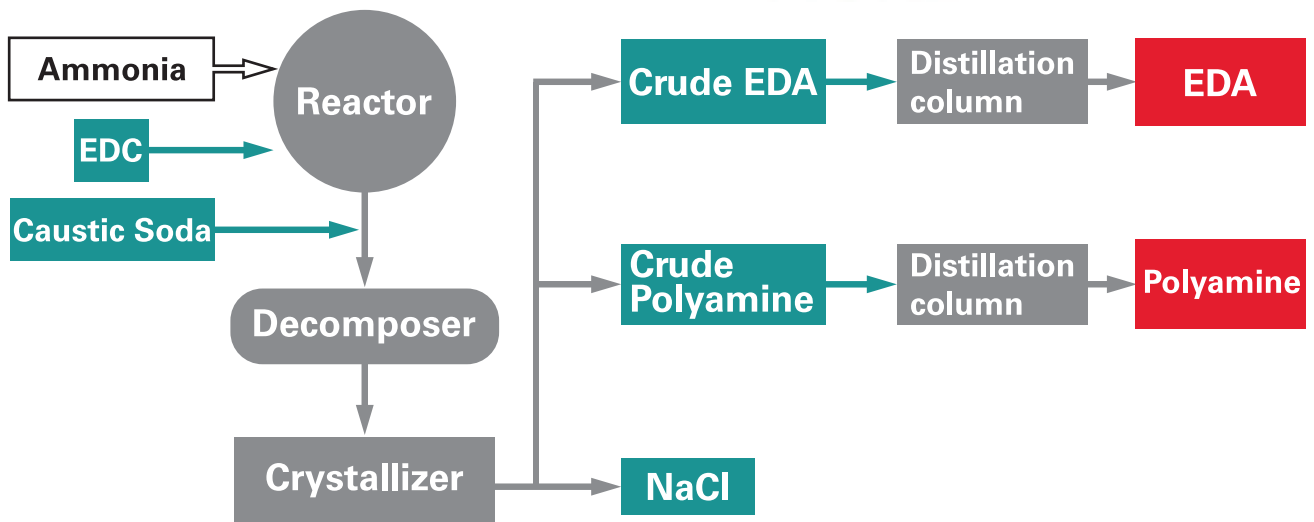 Ammonia
EDC
Caustic Soda
Reactor
Decomposer
Crystallizer
Crude EDA
Distillation
column
EDA
Crude
Polyamine
Distillation
column
Polyamine
NaCl